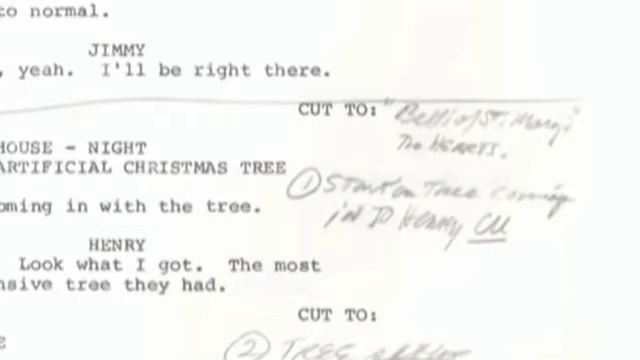 to normal.
JIMMY
, yeah. I'll be right there.
CUT TO: "Bells of St. Marys"
The HEARTS.
HOUSE - NIGHT
ARTIFICIAL CHRISTMAS TREE
① START on Tree coming
oming in with the tree.
in TO HENRY CU
HENRY
Look what I got. The most
nsive tree they had.
CUT TO:
② TREE